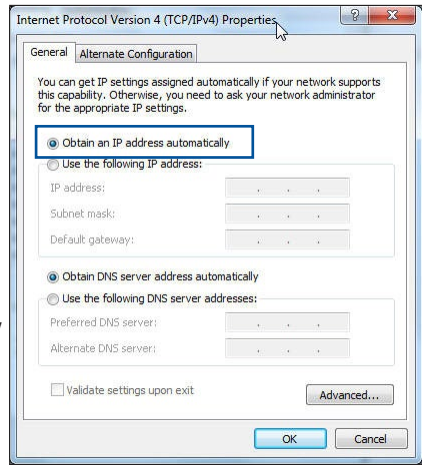 Internet Protocol Version 4 (TCP/IPv4) Properties
General Alternate Configuration
You can get IP settings assigned automatically if your network supports
this capability. Otherwise, you need to ask your network administrator
for the appropriate IP settings.
Obtain an IP address automatically
Use the following IP address:
IP address:
Subnet mask:
Default gateway:
Obtain DNS server address automatically
Use the following DNS server addresses:
Preferred DNS server:
Alternate DNS server:
Validate settings upon exit
Advanced...
OK Cancel